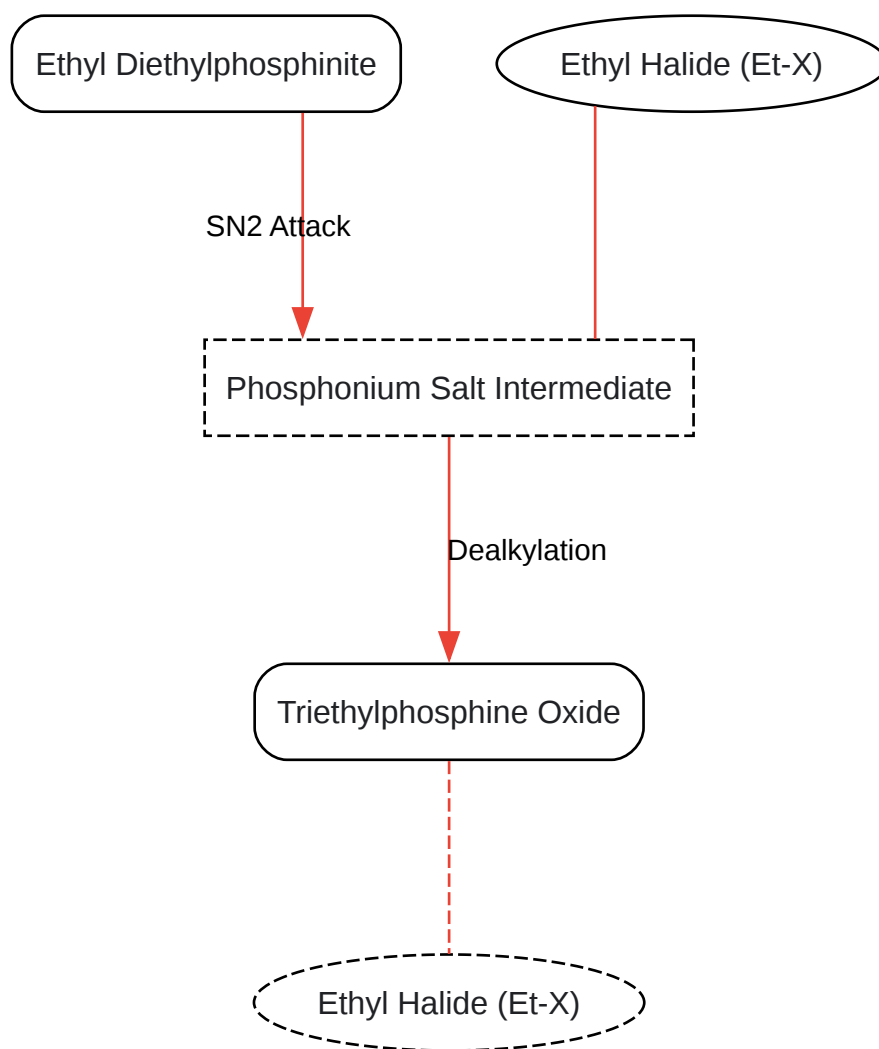 Ethyl Diethylphosphinite
Ethyl Halide (Et-X)
SN2 Attack
Phosphonium Salt Intermediate
Dealkylation
Triethylphosphine Oxide
Ethyl Halide (Et-X)